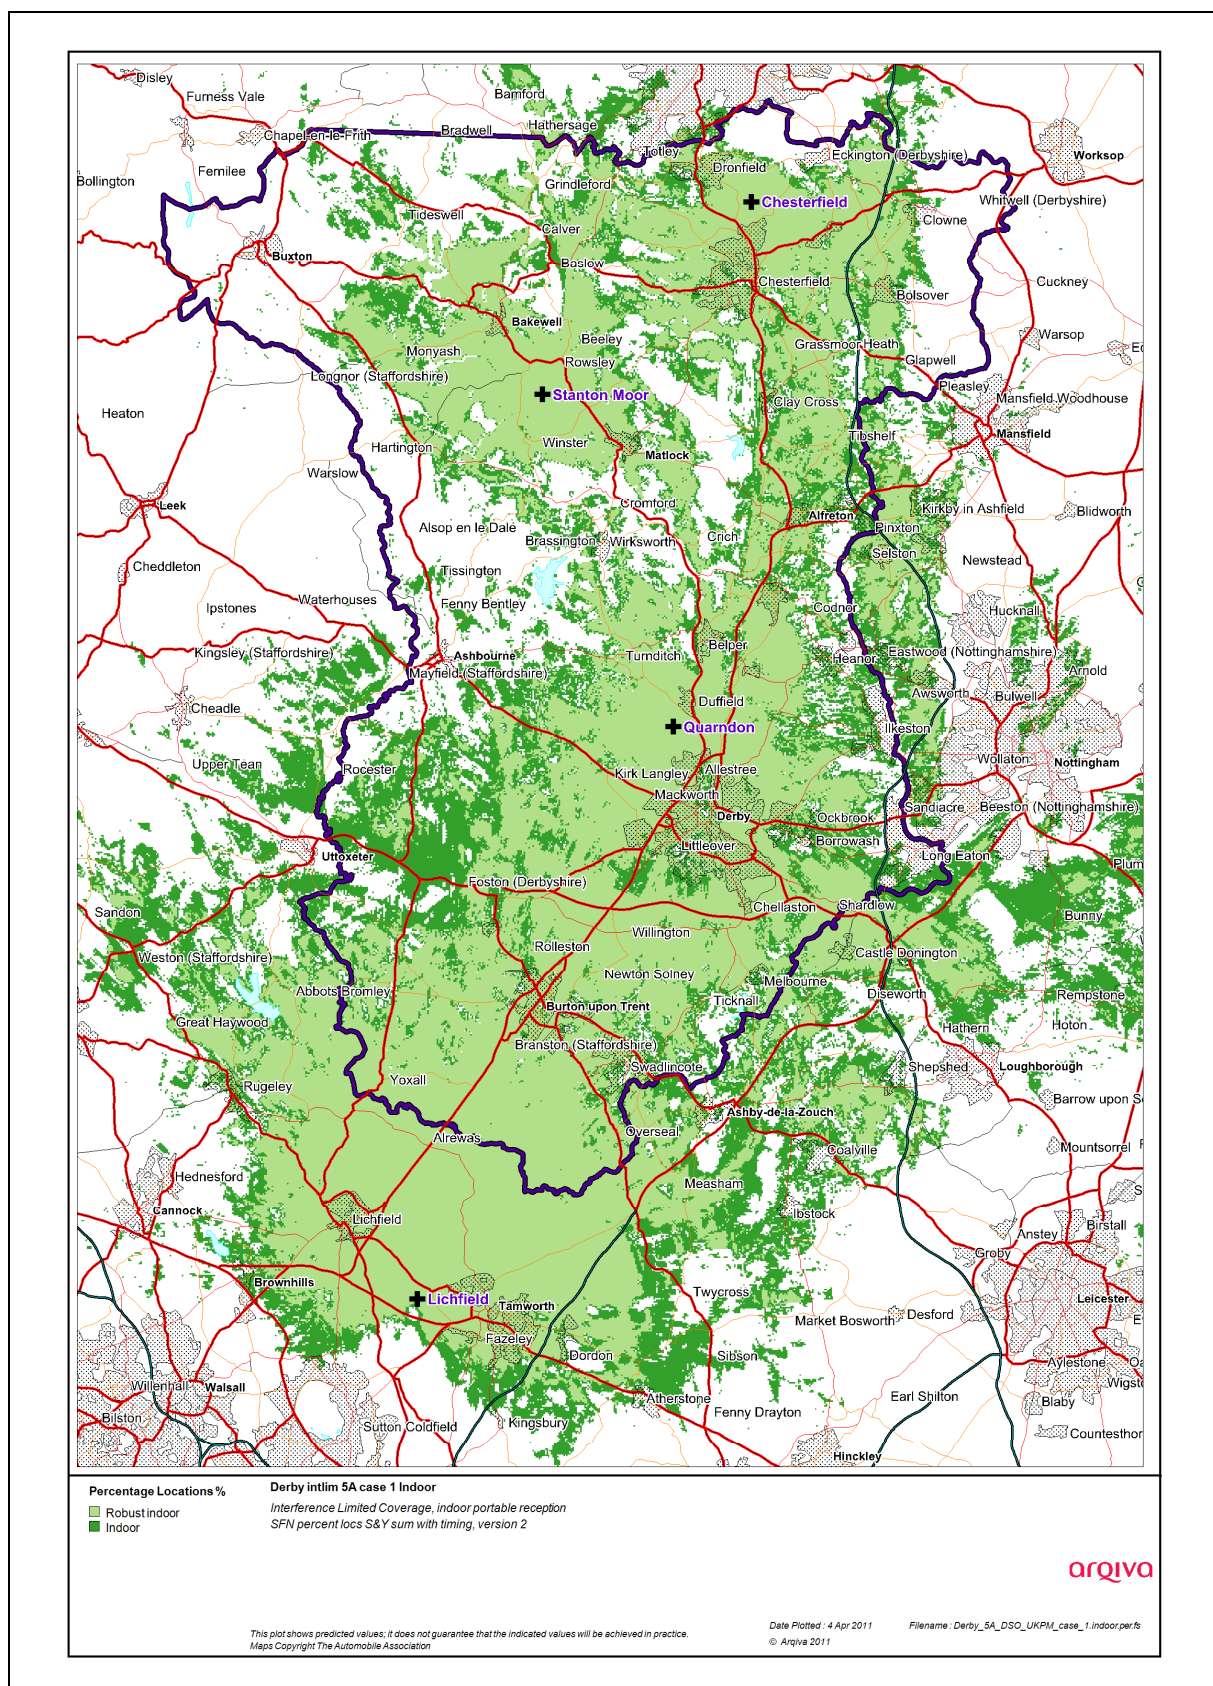 Disley
Furness Vale
Bamford
Chapel-en-le-Frith
Bradwell
Hathersage
Totley
Eckington (Derbyshire)
Worksop
Dronfield
Fernilee
Bollington
Grindleford
Chesterfield
Whitwell (Derbyshire)
Tideswell
Clowne
Calver
Buxton
Baslow
Chesterfield
Cuckney
Bolsover
Bakewell
Beeley
Warsop
Monyash
Grassmoor Heath
Rowsley
Glapwell
Longnor (Staffordshire)
Pleasley
Stanton Moor
Mansfield Woodhouse
Clay Cross
Heaton
Mansfield
Tibshelf
Winster
Hartington
Matlock
Warslow
Leek
Cromford
Kirkby in Ashfield
Blidworth
Alfreton
Alsop en le Dale
Pinxton
Brassington
Wirksworth
Crich
Selston
Newstead
Cheddleton
Tissington
Waterhouses
Fenny Bentley
Ipstones
Codnor
Hucknall
Belper
Kingsley (Staffordshire)
Ashbourne
Turnditch
Heanor
Eastwood (Nottinghamshire)
Mayfield (Staffordshire)
Arnold
Awsworth
Bulwell
Cheadle
Duffield
Quarndon
Ilkeston
Upper Tean
Rocester
Kirk Langley
Allestree
Wollaton
Nottingham
Mackworth
Derby
Ockbrook
Sandiacre
Beeston (Nottinghamshire)
Littleover
Borrowash
Uttoxeter
Long Eaton
Plum
Foston (Derbyshire)
Sandon
Chellaston
Shardlow
Bunny
Willington
Rolleston
Weston (Staffordshire)
Castle Donington
Newton Solney
Melbourne
Abbots Bromley
Ticknall
Diseworth
Rempstone
Burton upon Trent
Great Haywood
Hathern
Hoton
Branston (Staffordshire)
Swadlincote
Shepshed
Loughborough
Yoxall
Rugeley
Barrow upon S
Ashby-de-la-Zouch
Alrewas
Overseal
Coalville
Mountsorrel
Hednesford
Measham
Cannock
Ibstock
Lichfield
Birstall
Anstey
Groby
Brownhills
Twycross
Lichfield
Tamworth
Leicester
Market Bosworth
Desford
Fazeley
Dordon
Sibson
Aylestone
Willenhall
Walsall
Wigst
Atherstone
Earl Shilton
Blaby
Bilston
Sutton Coldfield
Kingsbury
Fenny Drayton
Countesthor
Hinckley
Percentage Locations %
Robust indoor
Indoor
Derby intlim 5A case 1 Indoor
Interference Limited Coverage, indoor portable reception
SFN percent locs S&Y sum with timing, version 2
arqiva
This plot shows predicted values; it does not guarantee that the indicated values will be achieved in practice.
Maps Copyright The Automobile Association
Date Plotted : 4 Apr 2011
© Arqiva 2011
Filename : Derby_5A_DSO_UKPM_case_1.indoor.per.fs